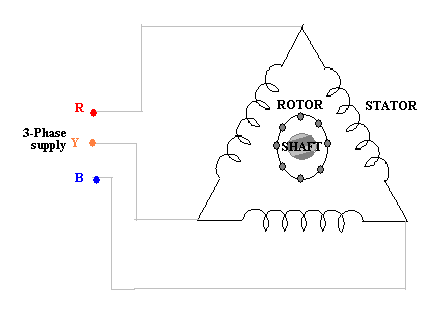 R
ROTOR
STATOR
3-Phase
supply Y
SHAFT
B